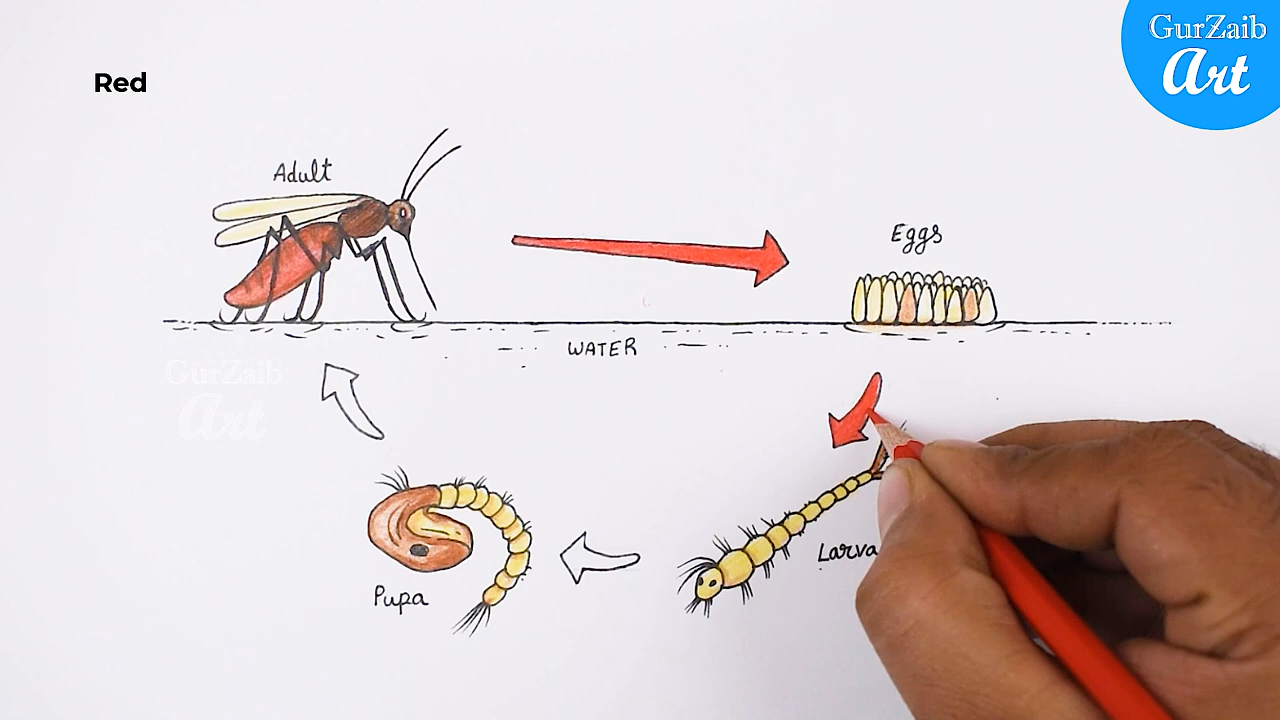 GurZaib
Art
Red
Adult
Eggs
WATER
GurZaib
Art
Larva
Pupa